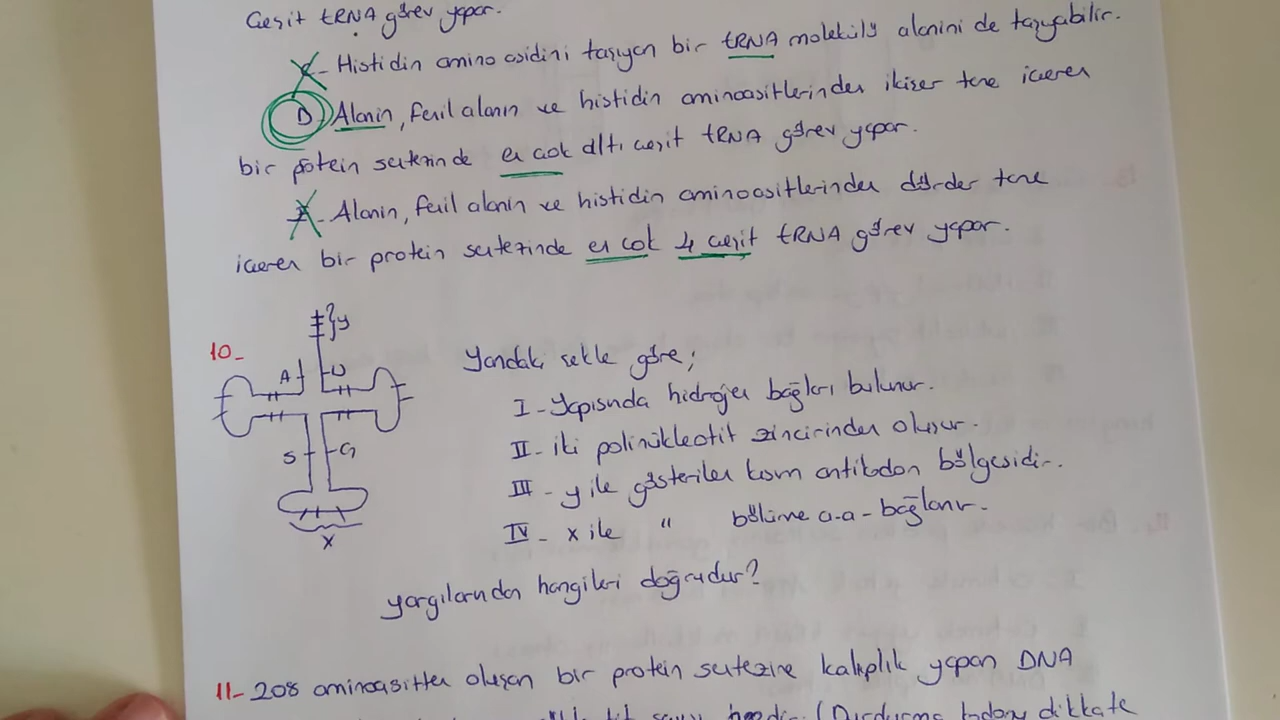 Çeşit tRNA görev yapar.
C- Histidin amino asidini taşıyan bir tRNA molekülü alanini de taşıyabilir.
D) Alanin, fenil alanin ve histidin aminoasitlerinden ikişer tane içeren
bir protein sentezinde en çok altı çeşit tRNA görev yapar.
E- Alanin, fenil alanin ve histidin aminoasitlerinden dörder tane
içeren bir protein sentezinde en çok 4 çeşit tRNA görev yapar.
10-
y
A U
S G
X
Yandaki şekle göre;
I - Yapısında hidrojen bağları bulunur.
II - iki polinükleotit zincirinden oluşur.
III - y ile gösterilen kısım antikodon bölgesidir.
IV - x ile " bölüme a.a - bağlanır.
yargılarından hangileri doğrudur?
11- 208 aminoasitten oluşan bir protein sentezine kalıplık yapan DNA
sayısı (Durdurma kodonu dikkate